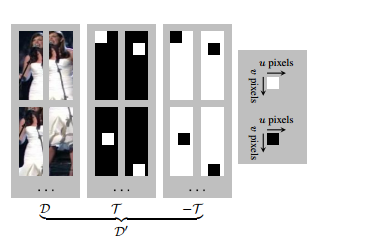 u pixels
v pixels
u pixels
v pixels
... ... ...
𝒟 𝒯 −𝒯
𝒟′